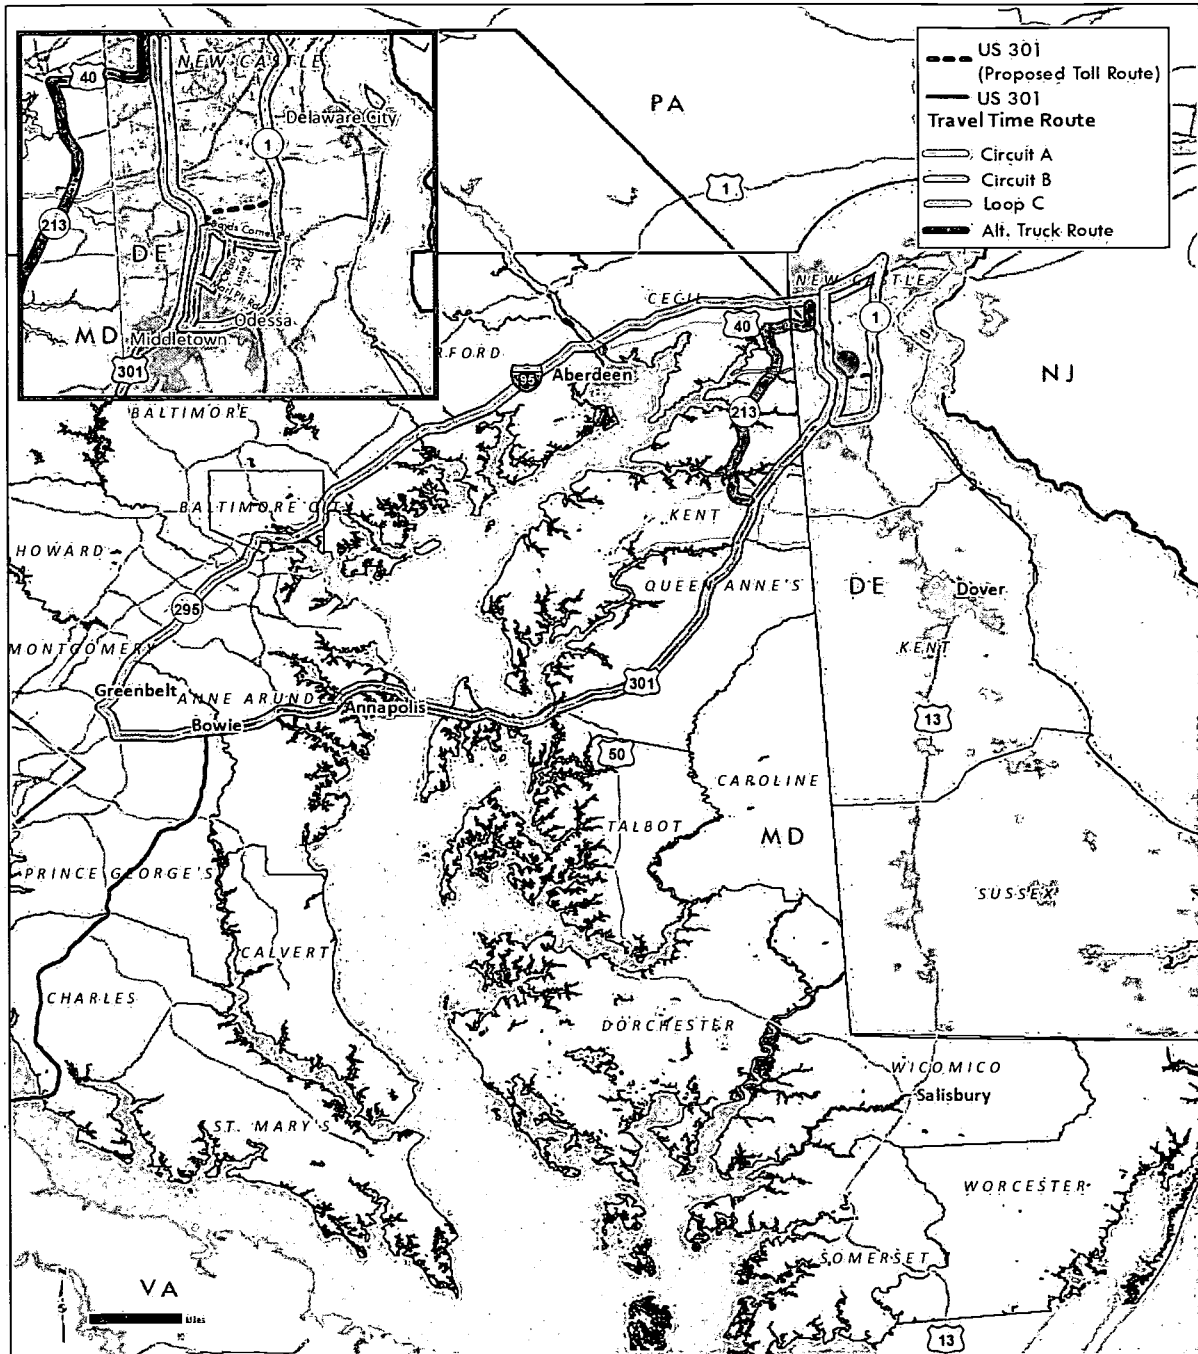 NEW CASTLE
40
Delaware City
1
213
DE
Odessa
MD
Middletown
301
US 301
(Proposed Toll Route)
US 301
Travel Time Route
Circuit A
Circuit B
Loop C
Alt. Truck Route
PA
1
CECIL
NEW CASTLE
40
1
RFORD
95
Aberdeen
NJ
213
BALTIMORE
BALTIMORE CIT
KENT
HOWARD
QUEEN ANNE'S
DE
Dover
295
MONTGOMERY
KENT
Greenbelt
ANNE ARUNDE
301
Annapolis
Bowie
13
50
CAROLINE
TALBOT
MD
PRINCE GEORGE'S
SUSSEX
CALVERT
CHARLES
DORCHESTER
WICOMICO
Salisbury
ST. MARY'S
WORCESTER
SOMERSET
VA
13